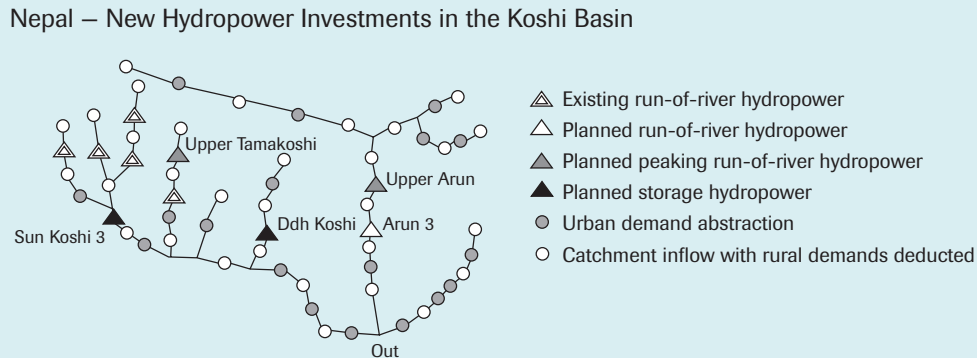 Nepal – New Hydropower Investments in the Koshi Basin
Existing run-of-river hydropower
Planned run-of-river hydropower
Planned peaking run-of-river hydropower
Planned storage hydropower
Urban demand abstraction
Catchment inflow with rural demands deducted
Upper Tamakoshi
Upper Arun
Sun Koshi 3
Ddh Koshi
Arun 3
Out